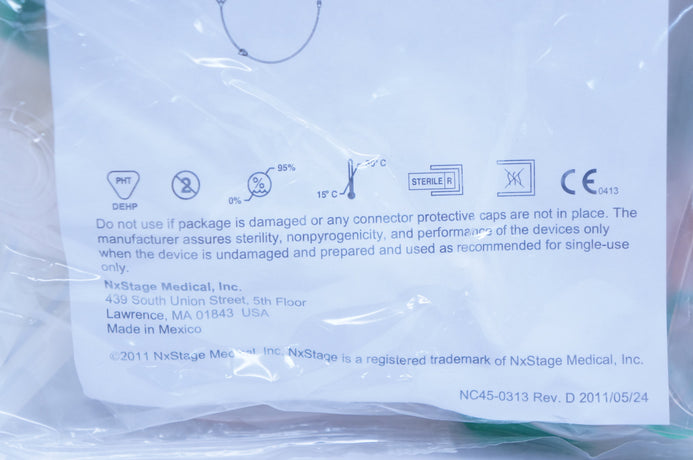 95%
PHT
2
%
0%
15° C
STERILE R
CE 0413
DEHP
Do not use if package is damaged or any connector protective caps are not in place. The
manufacturer assures sterility, nonpyrogenicity, and performance of the devices only
when the device is undamaged and prepared and used as recommended for single-use
only.
NxStage Medical, Inc.
439 South Union Street, 5th Floor
Lawrence, MA 01843 USA
Made in Mexico
©2011 NxStage Medical, Inc. NxStage is a registered trademark of NxStage Medical, Inc.
NC45-0313 Rev. D 2011/05/24